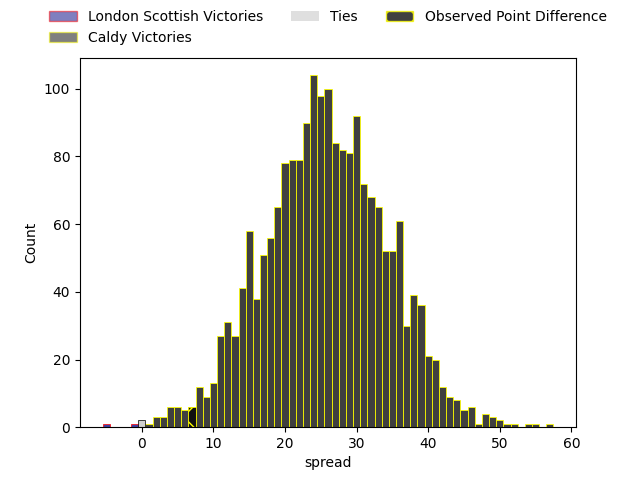 London Scottish Victories
Caldy Victories
Ties
Observed Point Difference
Count
100
80
60
40
20
0
0 10 20 30 40 50 60
spread